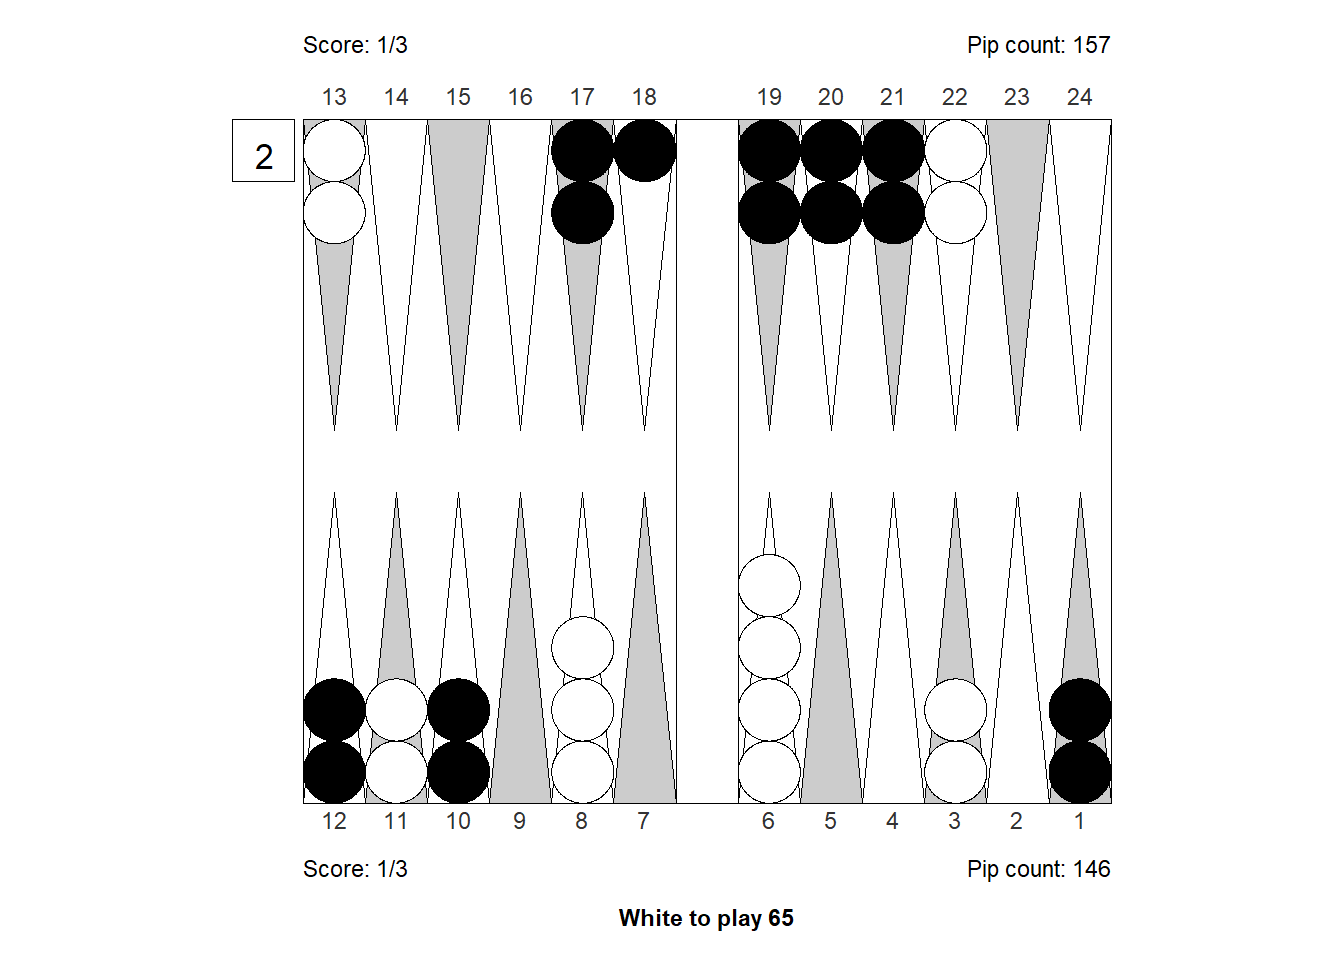 Score: 1/3 Pip count: 157
13 14 15 16 17 18 19 20 21 22 23 24
2
12 11 10 9 8 7 6 5 4 3 2 1
Score: 1/3 Pip count: 146
White to play 65